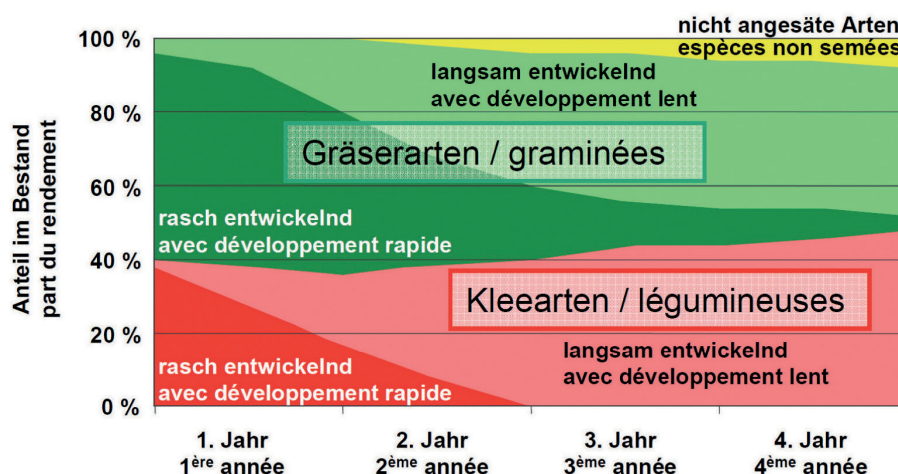 nicht angesäte Arten
espèces non semées
Anteil im Bestand
part du rendement
100 %
80 %
60 %
40 %
20 %
0 %
langsam entwickelnd
avec développement lent
Gräserarten / graminées
rasch entwickelnd
avec développement rapide
Kleearten / légumineuses
langsam entwickelnd
avec développement lent
rasch entwickelnd
avec développement rapide
1. Jahr
1ère année
2. Jahr
2ème année
3. Jahr
3ème année
4. Jahr
4ème année